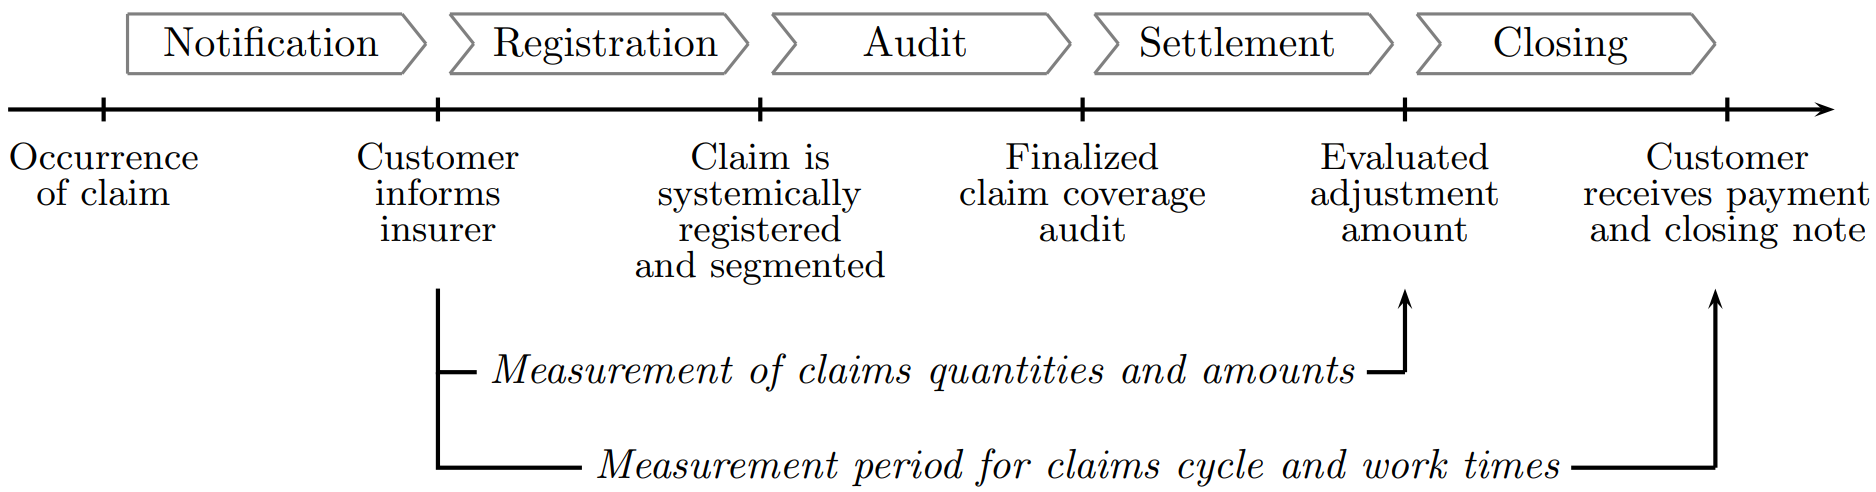 Notification
Registration
Audit
Settlement
Closing
Occurrence
of claim
Customer
informs
insurer
Claim is
systemically
registered
and segmented
Finalized
claim coverage
audit
Evaluated
adjustment
amount
Customer
receives payment
and closing note
Measurement of claims quantities and amounts
Measurement period for claims cycle and work times